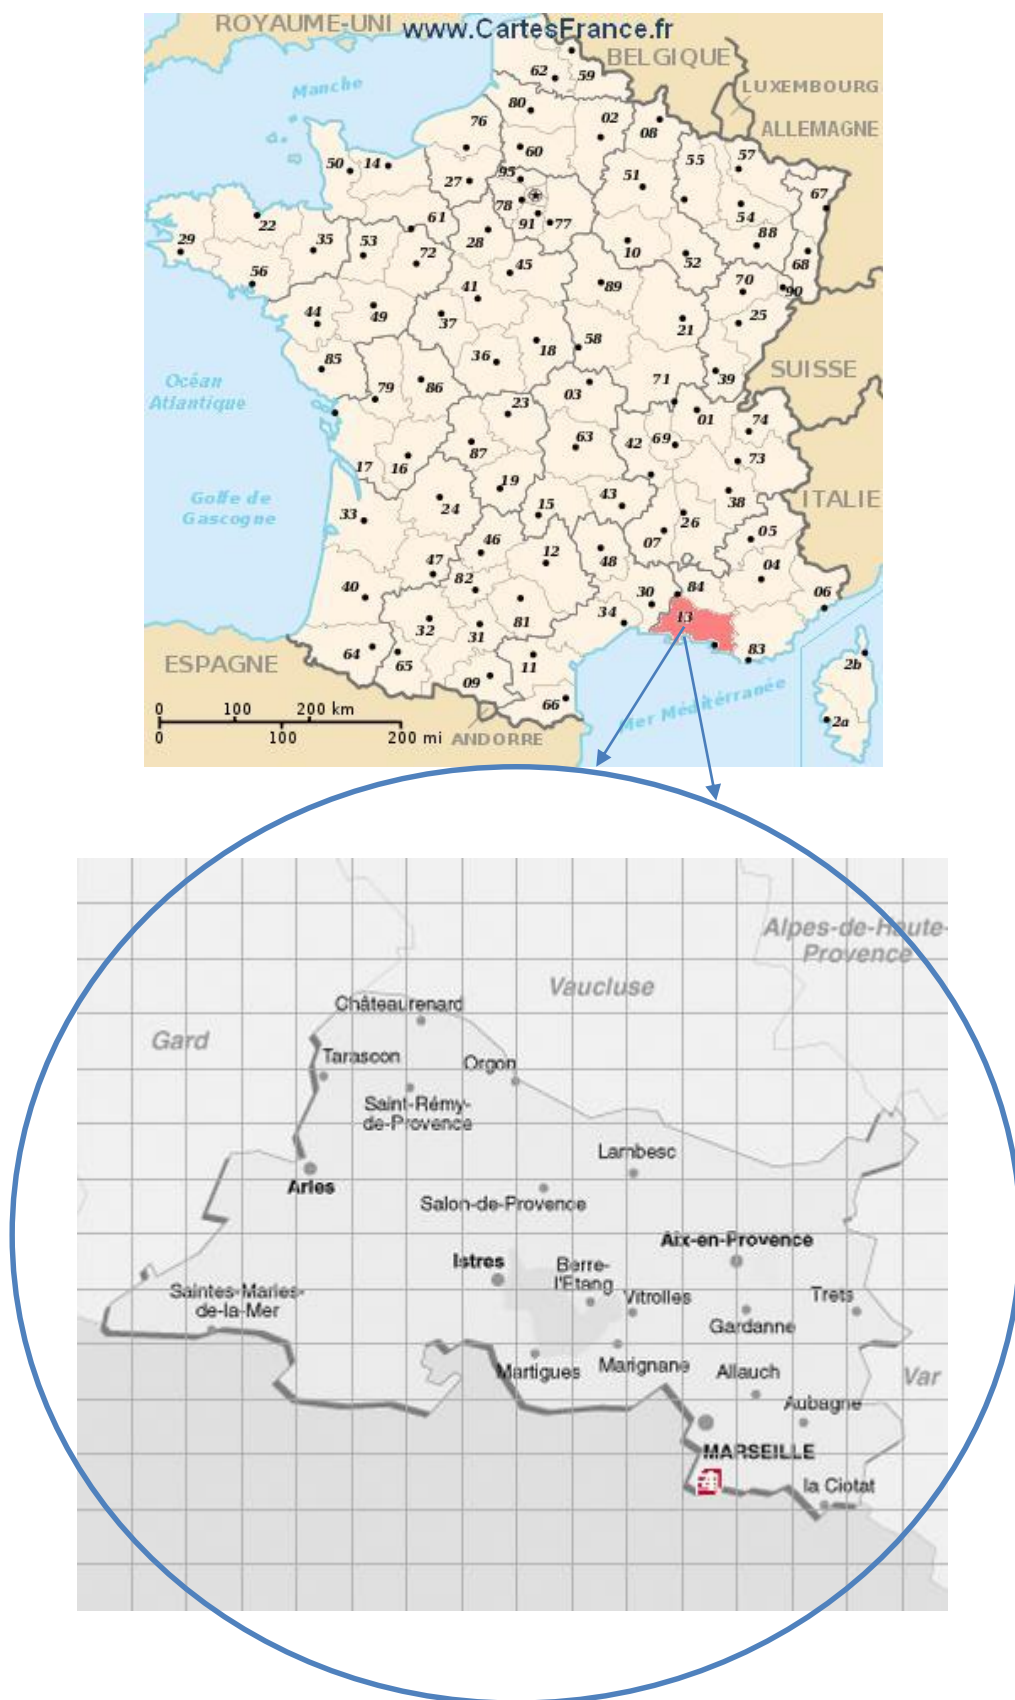 ROYAUME-UNI
www.CartesFrance.fr
BELGIQUE
LUXEMBOURG
ALLEMAGNE
Manche
62
59
80
02
08
76
60
55
57
50
14
95
51
67
27
78
54
91
77
22
61
88
29
35
53
28
10
72
52
68
56
45
70
90
41
89
44
49
37
25
21
18
58
36
85
71
39
SUISSE
79
86
03
Océan
Atlantique
23
01
74
42
69
63
87
17
16
73
19
Golfe de
Gascogne
43
38
ITALIE
33
24
15
26
05
46
07
12
48
47
40
82
04
30
84
06
34
13
32
31
81
64
65
83
ESPAGNE
11
2b
09
66
Mer Méditérranée
2a
0 100 200 km
0 100 200 mi
ANDORRE
Alpes-de-Haute-
Provence
Vaucluse
Châteaurenard
Gard
Tarascon
Orgon
Saint-Rémy-
de-Provence
Lambesc
Arles
Salon-de-Provence
Aix-en-Provence
Istres
Berre-
l'Etang
Saintes-Maries-
de-la-Mer
Vitrolles
Trets
Gardanne
Martigues
Marignane
Allauch
Var
Aubagne
MARSEILLE
la Ciotat